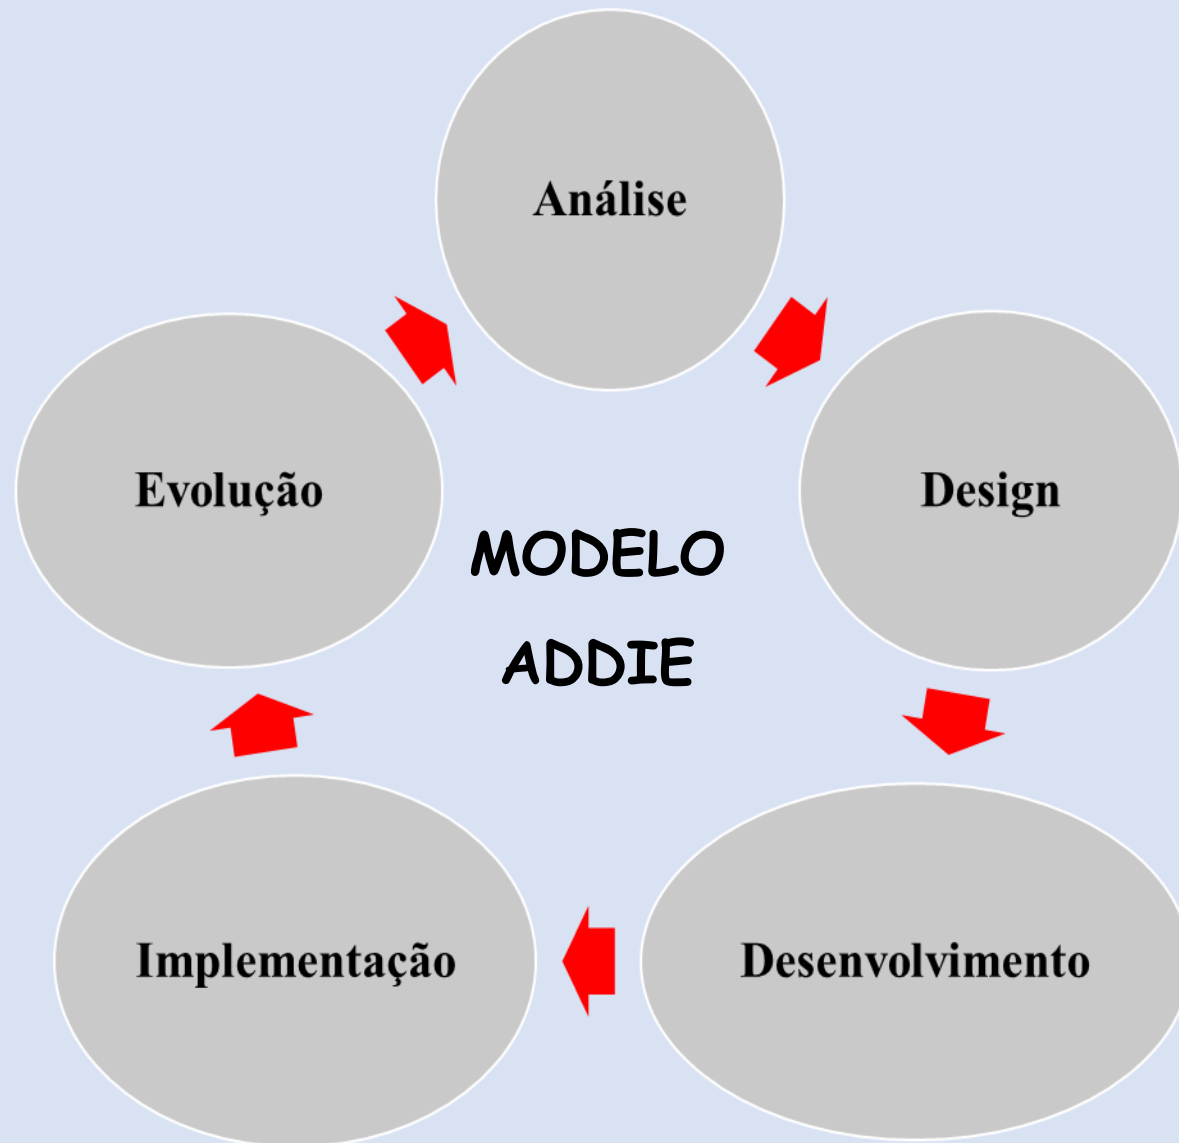 Análise
Evolução
Design
MODELO
ADDIE
Implementação
Desenvolvimento